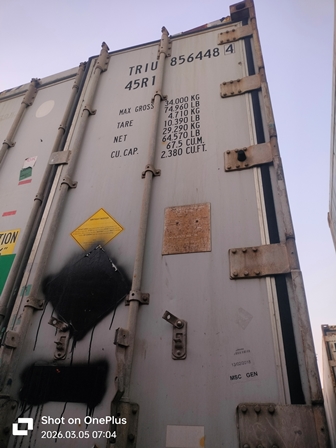 TRIU 856448 4
45R1
MAX GROSS 34.000 KG
74.960 LB
TARE 4.710 KG
10.390 LB
NET 29.290 KG
64.570 LB
CU. CAP. 67.5 CU.M.
2.380 CU.FT.
TION
MSC GEN
Shot on OnePlus
2026.03.05 07:04